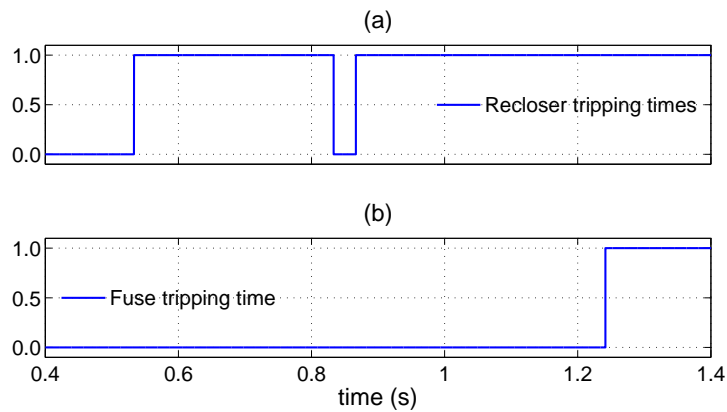 (a)
1.0
0.5
0.0
Recloser tripping times
(b)
1.0
0.5
0.0
Fuse tripping time
0.4 0.6 0.8 1 1.2 1.4
time (s)